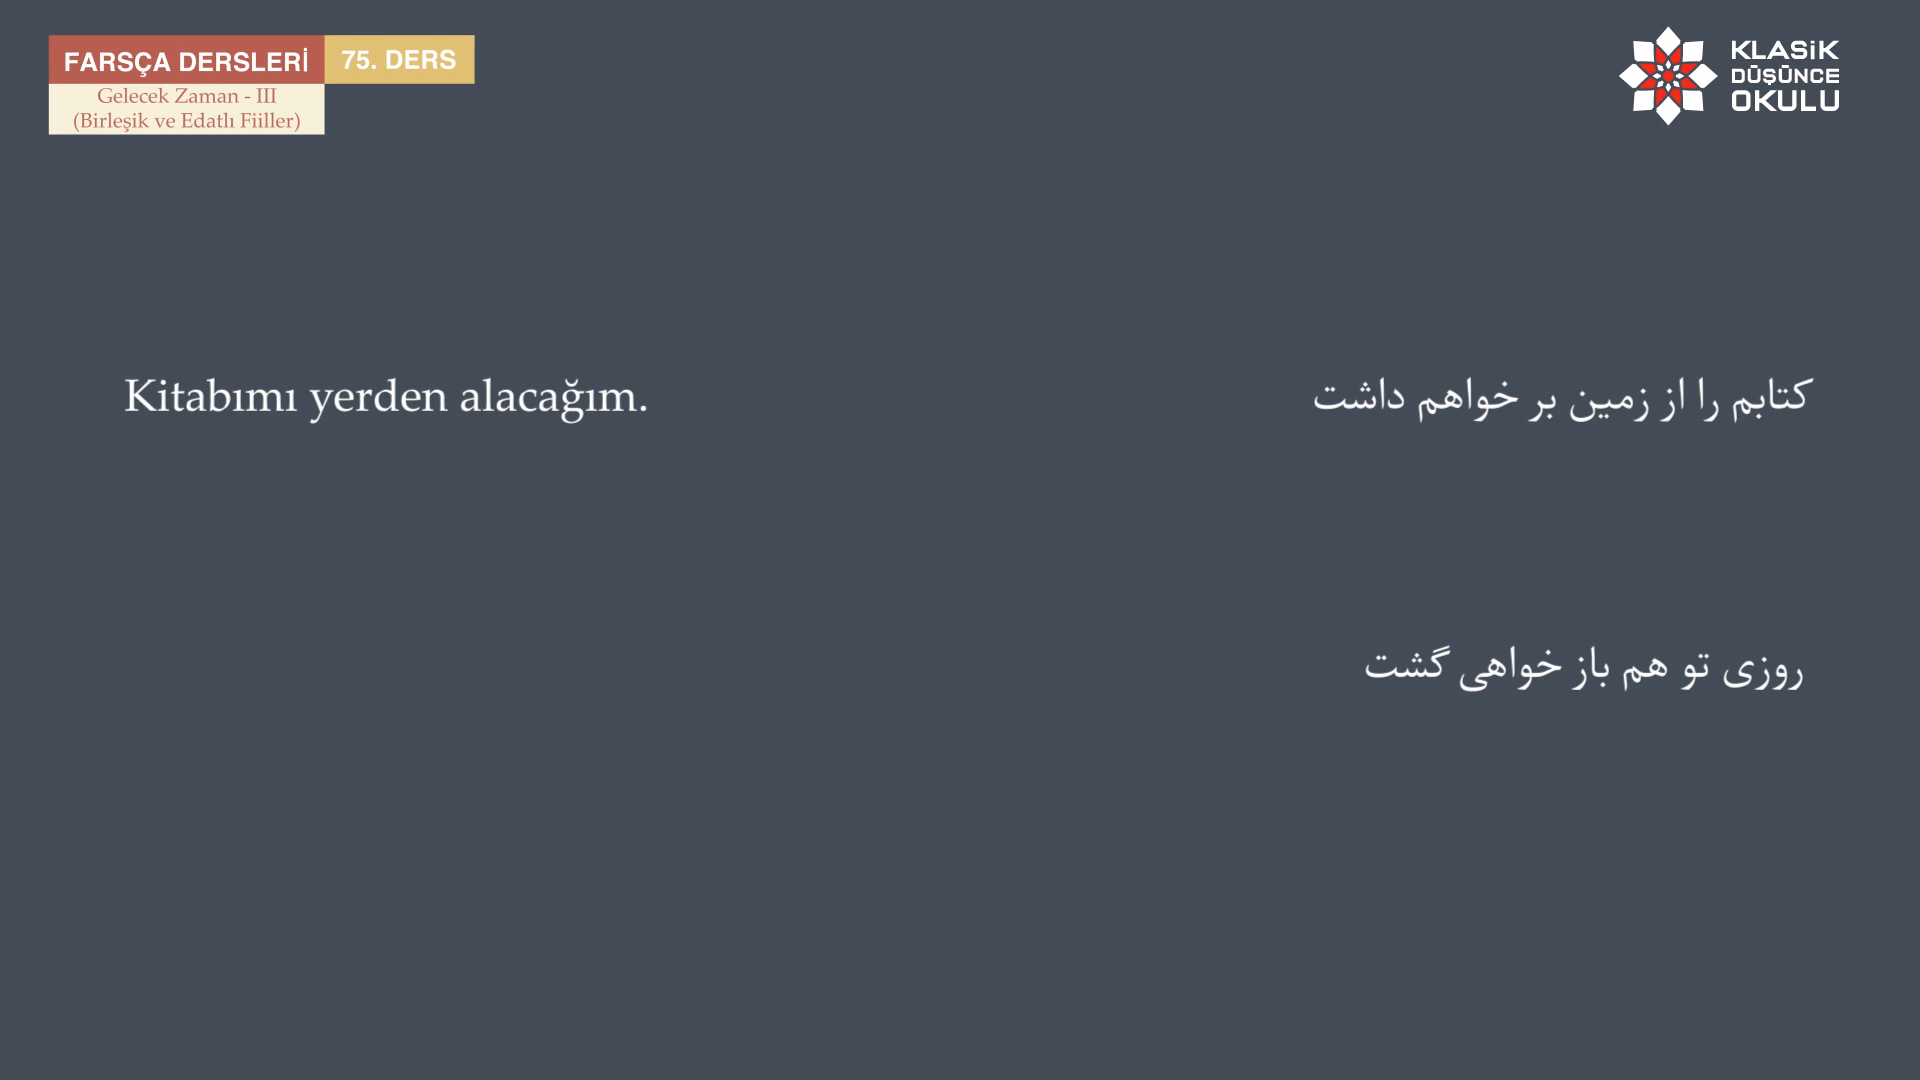 FARSÇA DERSLERİ
75. DERS
Gelecek Zaman - III
(Birleşik ve Edatlı Fiiller)
KLASiK
DÜŞÜNCE
OKULU
Kitabımı yerden alacağım.
کتابم را از زمین بر خواهم داشت
روزی تو هم باز خواهی گشت